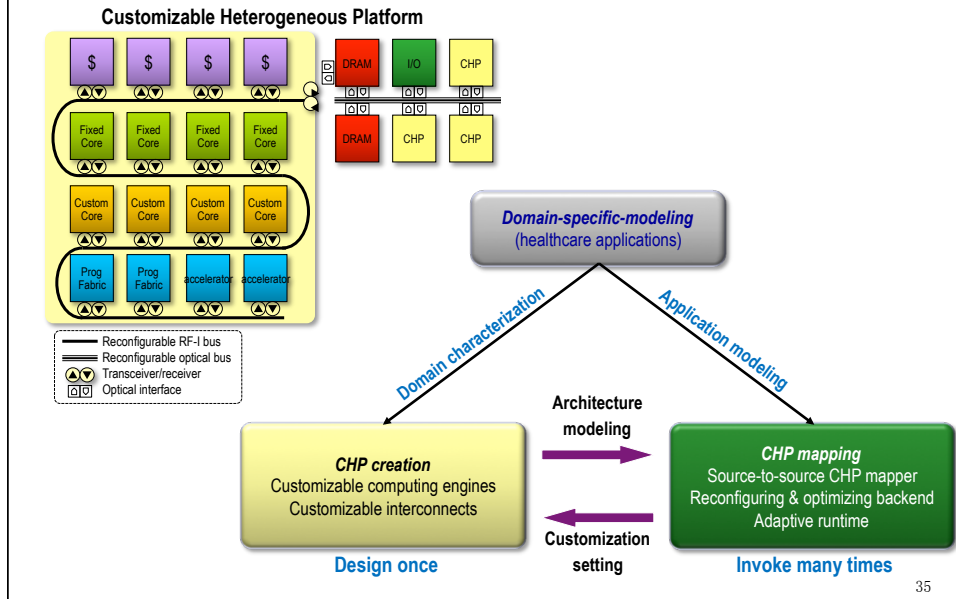 Customizable Heterogeneous Platform
$ $ $ $
DRAM I/O CHP
Fixed Core Fixed Core Fixed Core Fixed Core
DRAM CHP CHP
Custom Core Custom Core Custom Core Custom Core
Prog Fabric Prog Fabric accelerator accelerator
Reconfigurable RF-I bus
Reconfigurable optical bus
Transceiver/receiver
Optical interface
Domain-specific-modeling
(healthcare applications)
Domain characterization
Application modeling
Architecture
modeling
CHP creation
Customizable computing engines
Customizable interconnects
CHP mapping
Source-to-source CHP mapper
Reconfiguring & optimizing backend
Adaptive runtime
Customization
setting
Design once
Invoke many times
35